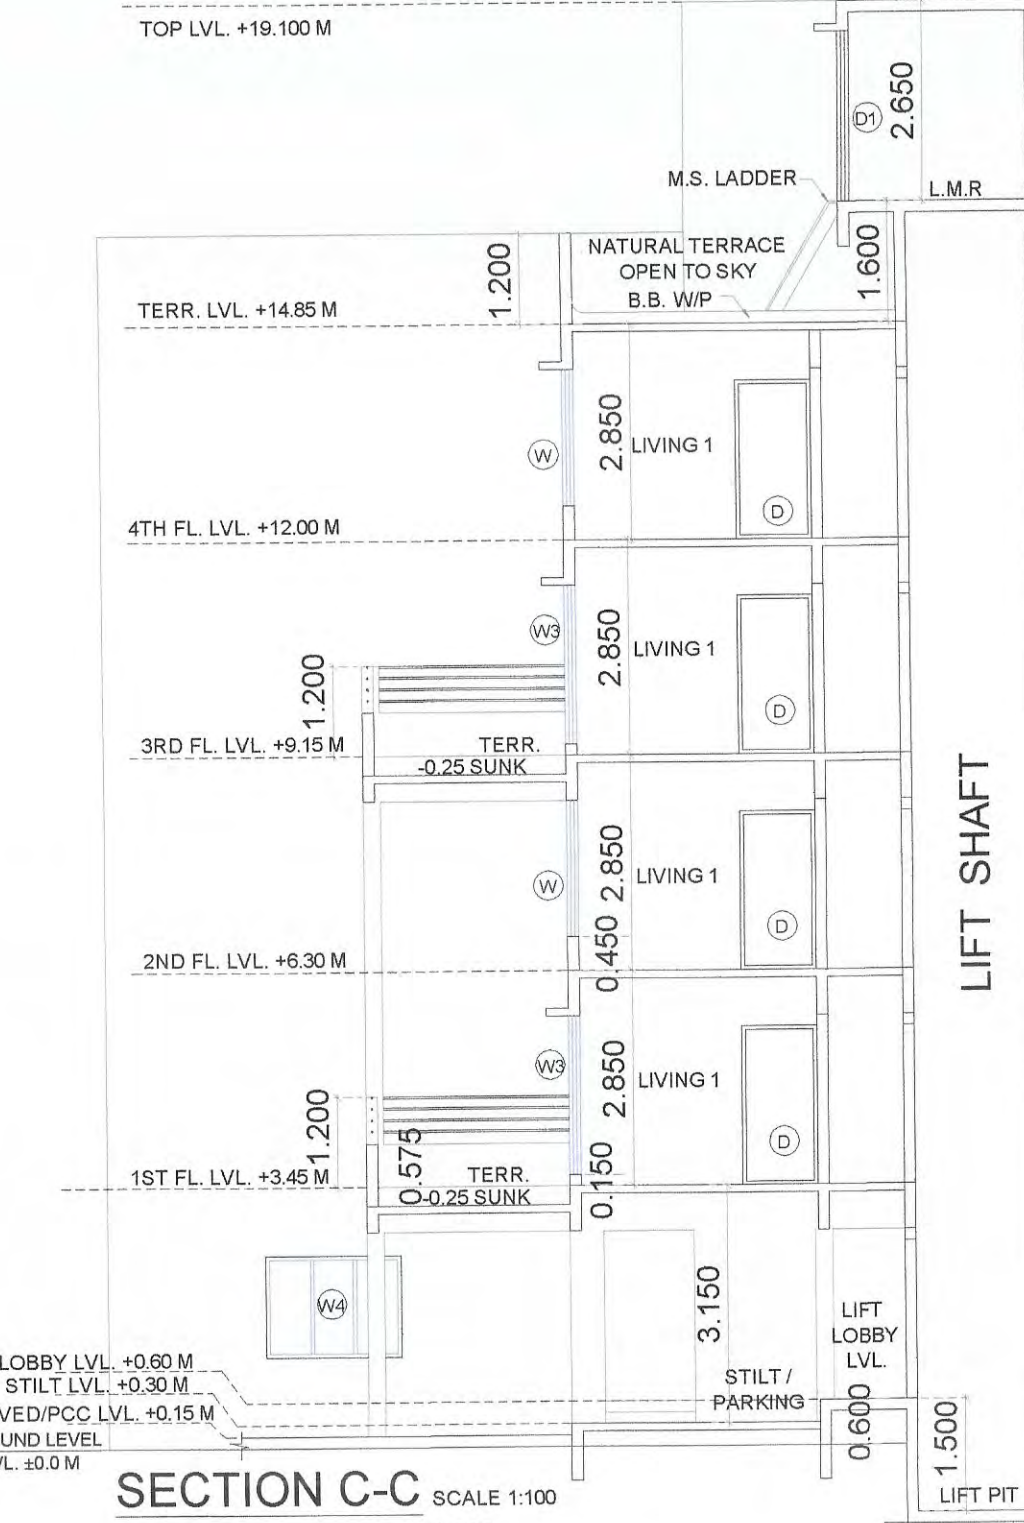 TOP LVL. +19.100 M
D1
2.650
M.S. LADDER
L.M.R
1.200
NATURAL TERRACE
OPEN TO SKY
B.B. W/P
1.600
TERR. LVL. +14.85 M
W
2.850
LIVING 1
D
4TH FL. LVL. +12.00 M
W3
2.850
LIVING 1
1.200
D
3RD FL. LVL. +9.15 M
TERR.
-0.25 SUNK
LIFT SHAFT
W
2.850
LIVING 1
D
0.450
2ND FL. LVL. +6.30 M
W3
2.850
LIVING 1
1.200
0.575
D
1ST FL. LVL. +3.45 M
TERR.
-0.25 SUNK
0.150
W4
3.150
LIFT
LOBBY
LVL.
LOBBY LVL. +0.60 M
STILT LVL. +0.30 M
STILT /
PARKING
VED/PCC LVL. +0.15 M
0.600
1.500
UND LEVEL
/L. ±0.0 M
SECTION C-C SCALE 1:100
LIFT PIT